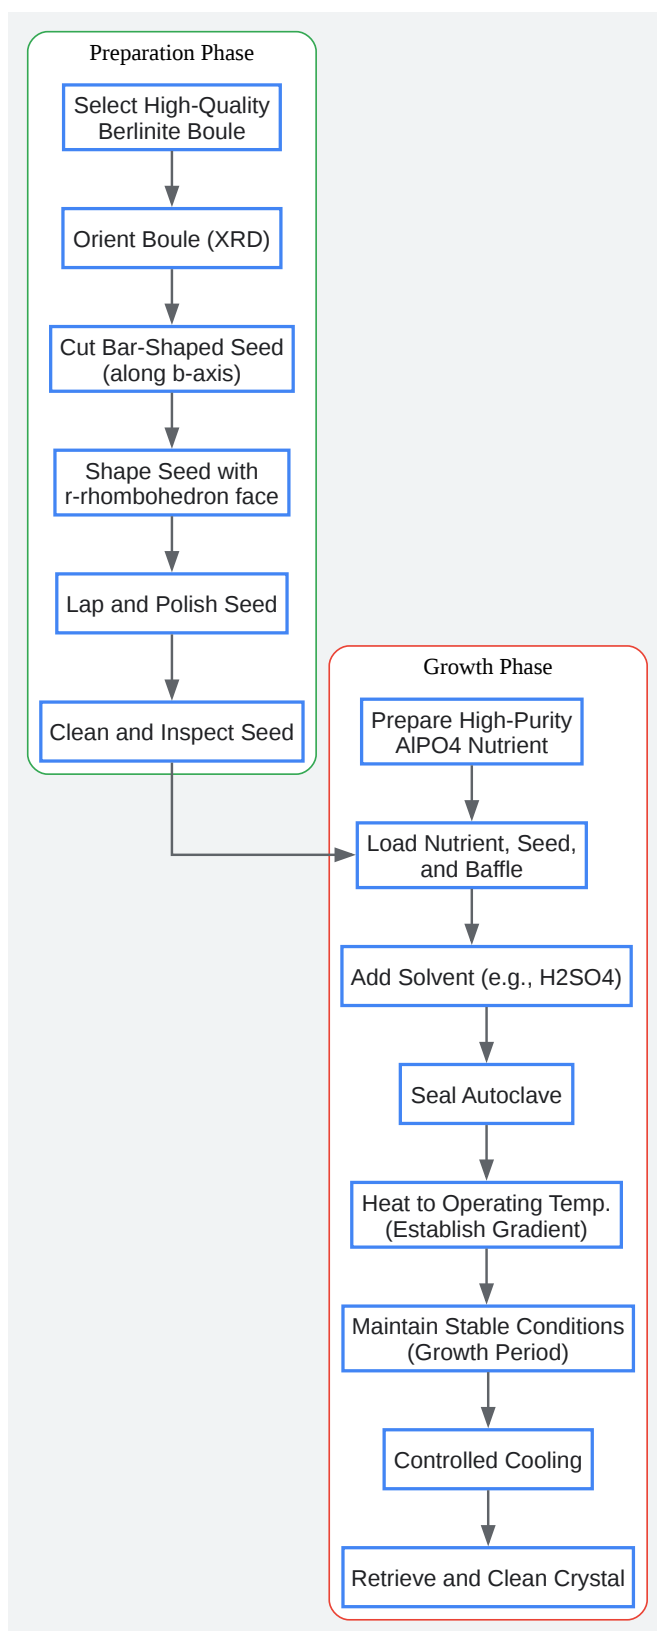 Preparation Phase
Select High-Quality
Berlinite Boule
Orient Boule (XRD)
Cut Bar-Shaped Seed
(along b-axis)
Shape Seed with
r-rhombohedron face
Lap and Polish Seed
Clean and Inspect Seed
Growth Phase
Prepare High-Purity
AlPO4 Nutrient
Load Nutrient, Seed,
and Baffle
Add Solvent (e.g., H2SO4)
Seal Autoclave
Heat to Operating Temp.
(Establish Gradient)
Maintain Stable Conditions
(Growth Period)
Controlled Cooling
Retrieve and Clean Crystal